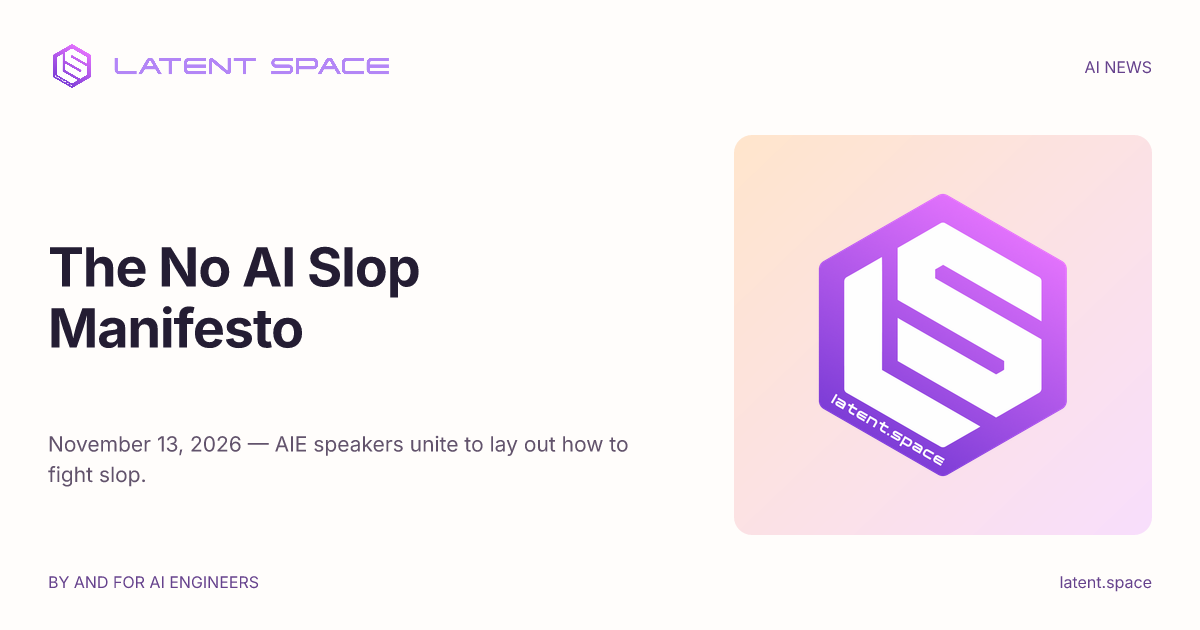 LATENT SPACE
AI NEWS
The No AI Slop
Manifesto
November 13, 2026 — AIE speakers unite to lay out how to
fight slop.
latent.space
BY AND FOR AI ENGINEERS
latent.space